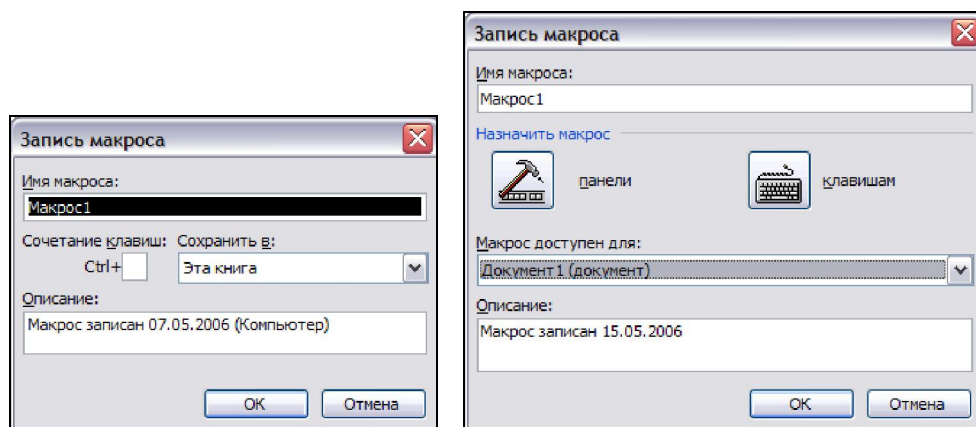 Запись макроса
Имя макроса:
Макрос1
Сочетание клавиш: Сохранить в:
Ctrl+ Эта книга
Описание:
Макрос записан 07.05.2006 (Компьютер)
ОК Отмена
Запись макроса
Имя макроса:
Макрос1
Назначить макрос
панели клавишам
Макрос доступен для:
Документ1 (документ)
Описание:
Макрос записан 15.05.2006
ОК Отмена